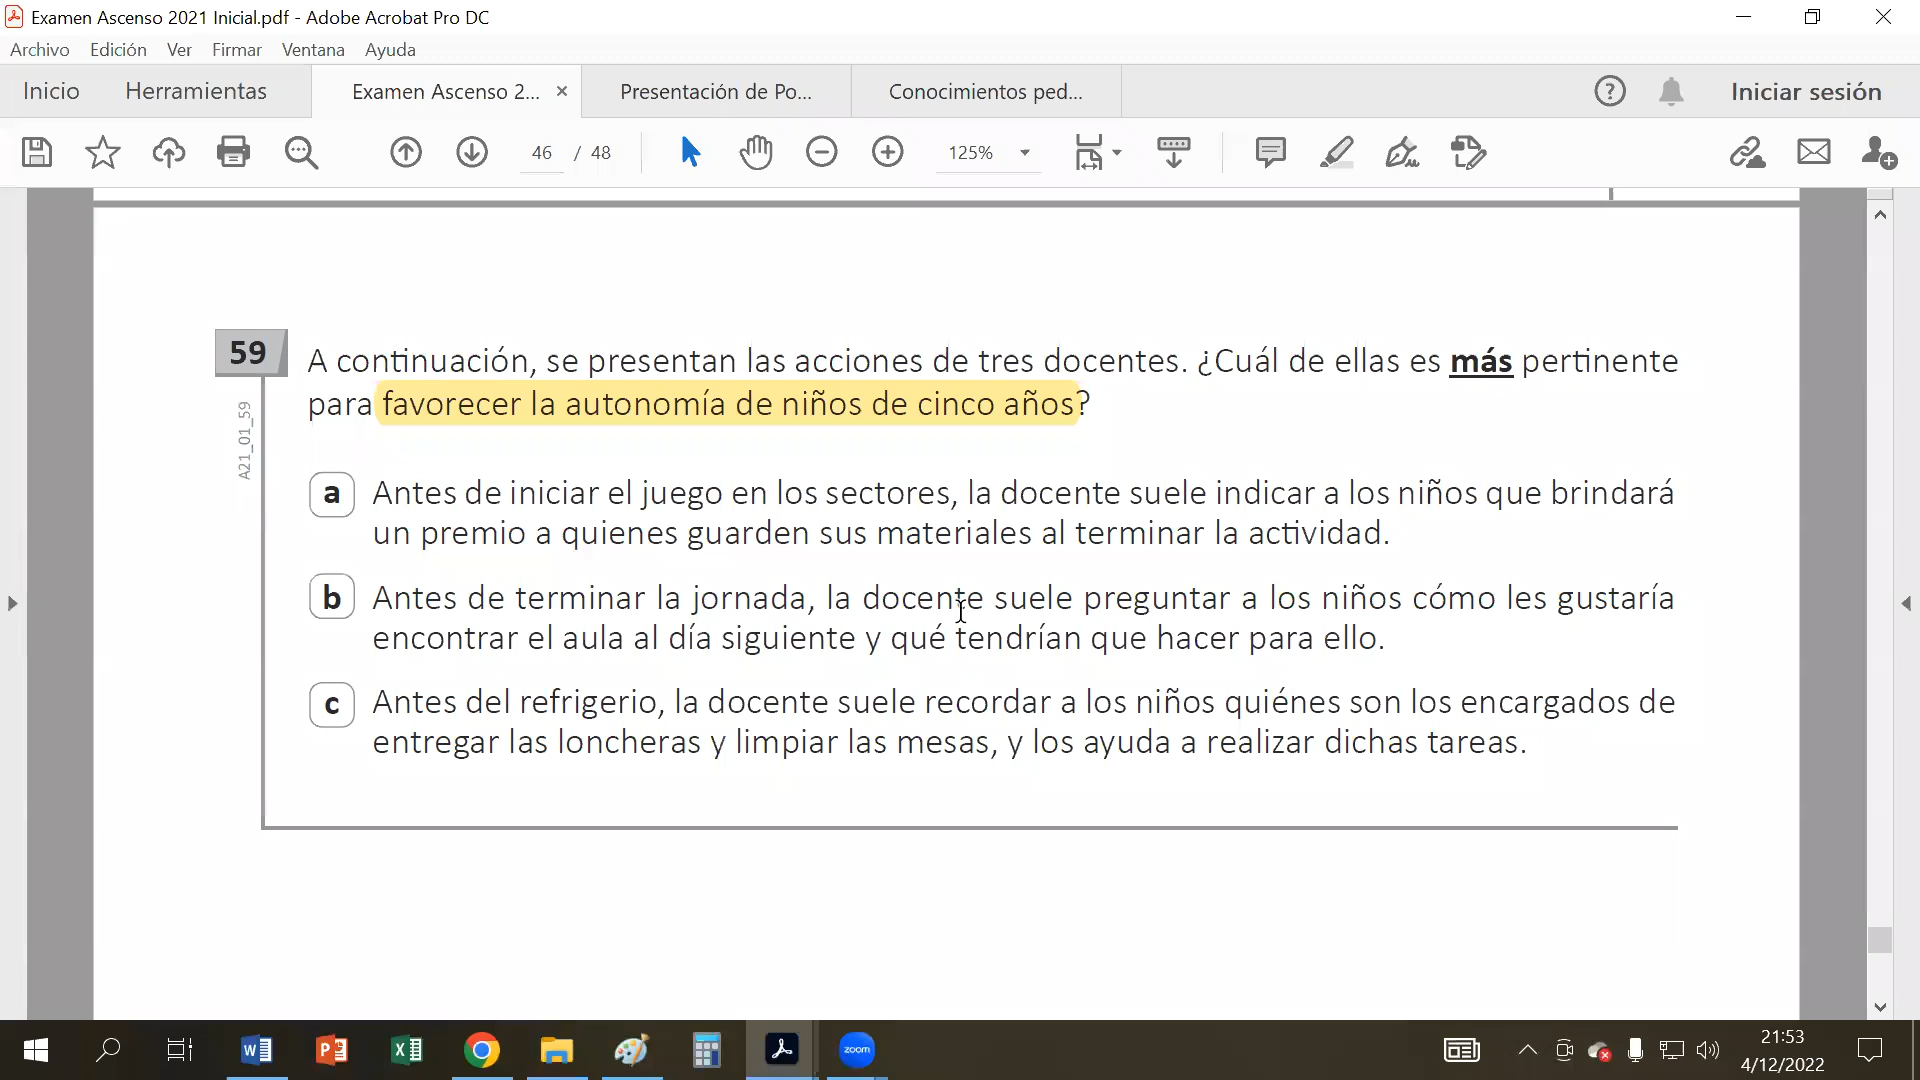 Examen Ascenso 2021 Inicial.pdf - Adobe Acrobat Pro DC
Archivo Edición Ver Firmar Ventana Ayuda
Inicio Herramientas Examen Ascenso 2... × Presentación de Po... Conocimientos ped... Iniciar sesión
46 / 48 125%
59 A continuación, se presentan las acciones de tres docentes. ¿Cuál de ellas es más pertinente
para favorecer la autonomía de niños de cinco años?
A21_01_59
a Antes de iniciar el juego en los sectores, la docente suele indicar a los niños que brindará
un premio a quienes guarden sus materiales al terminar la actividad.
b Antes de terminar la jornada, la docente suele preguntar a los niños cómo les gustaría
encontrar el aula al día siguiente y qué tendrían que hacer para ello.
c Antes del refrigerio, la docente suele recordar a los niños quiénes son los encargados de
entregar las loncheras y limpiar las mesas, y los ayuda a realizar dichas tareas.
zoom
21:53
4/12/2022